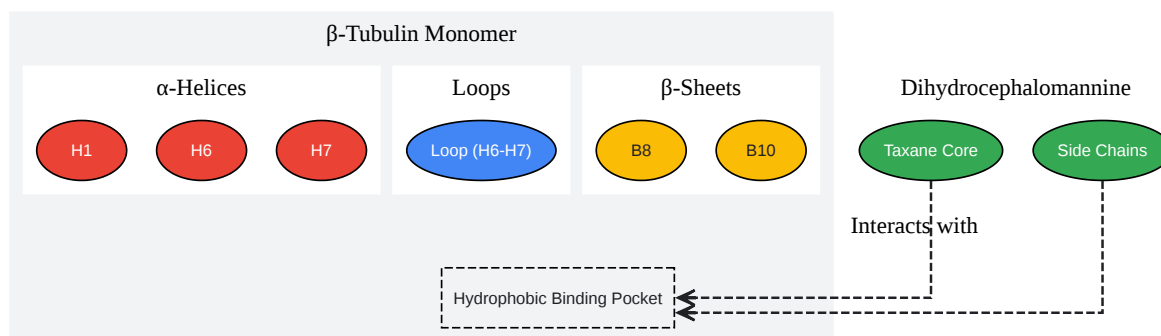 β-Tubulin Monomer
α-Helices
Loops
β-Sheets
Dihydrocephalomannine
H1
H6
H7
Loop (H6-H7)
B8
B10
Taxane Core
Side Chains
Interacts with
Hydrophobic Binding Pocket